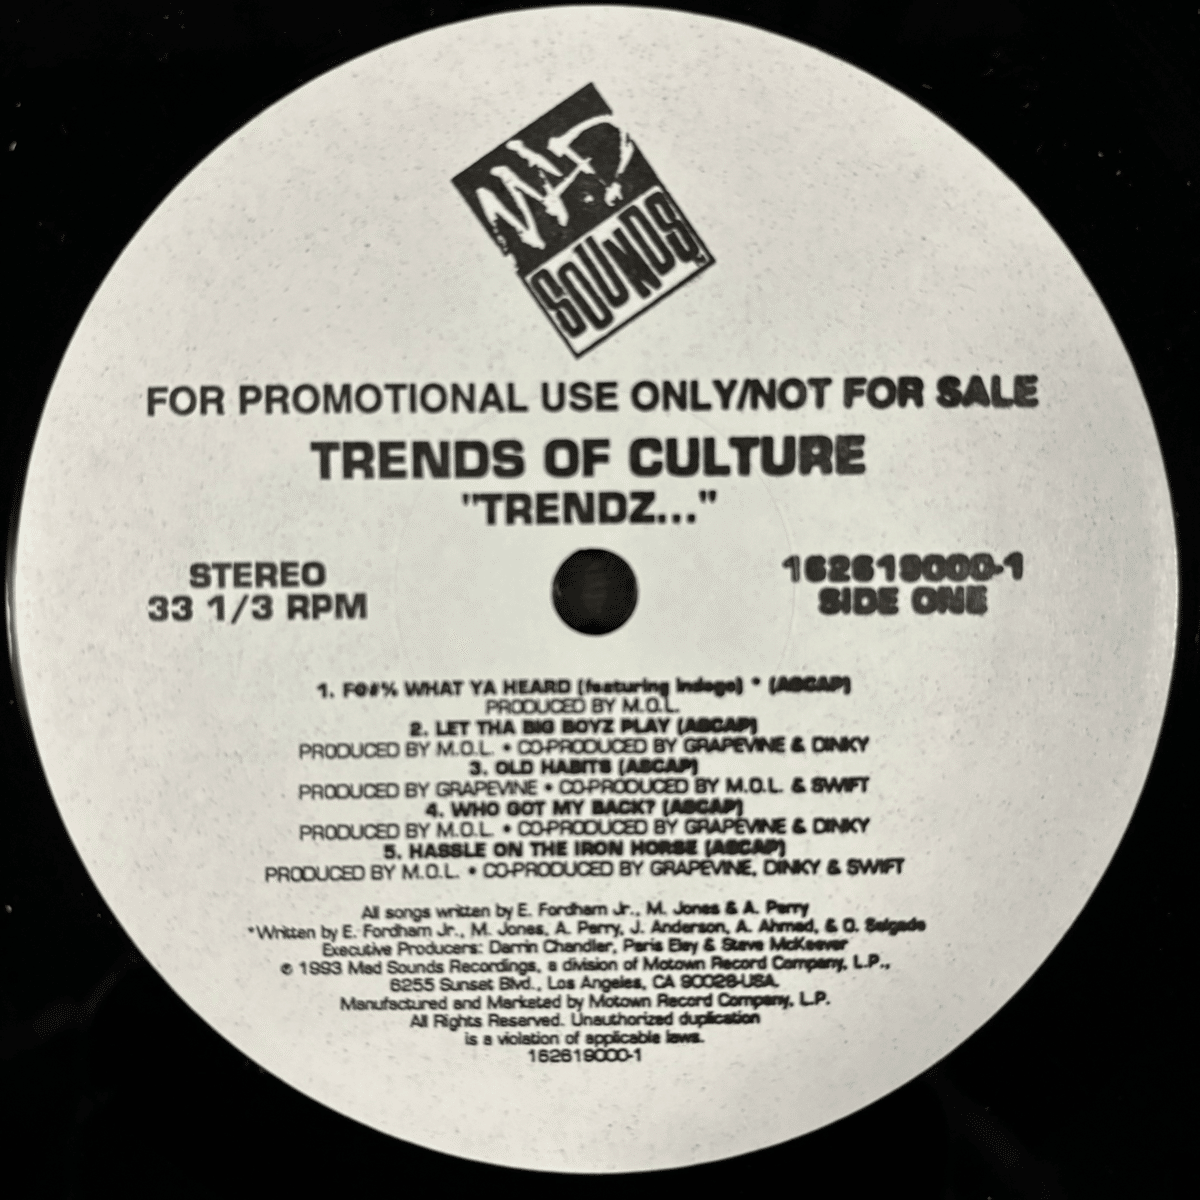 MAD
SOUNDS
FOR PROMOTIONAL USE ONLY/NOT FOR SALE
TRENDS OF CULTURE
"TRENDZ..."
STEREO
33 1/3 RPM
162619000-1
SIDE ONE
1. F@#% WHAT YA HEARD (featuring Indego) * (ASCAP)
PRODUCED BY M.O.L.
2. LET THA BIG BOYZ PLAY (ASCAP)
PRODUCED BY M.O.L. • CO-PRODUCED BY GRAPEVINE & DINKY
3. OLD HABITS (ASCAP)
PRODUCED BY GRAPEVINE • CO-PRODUCED BY M.O.L. & SWIFT
4. WHO GOT MY BACK? (ASCAP)
PRODUCED BY M.O.L. • CO-PRODUCED BY GRAPEVINE & DINKY
5. HASSLE ON THE IRON HORSE (ASCAP)
PRODUCED BY M.O.L. • CO-PRODUCED BY GRAPEVINE, DINKY & SWIFT
All songs written by E. Fordham Jr., M. Jones & A. Perry
*Written by E. Fordham Jr., M. Jones, A. Perry, J. Anderson, A. Ahmed, & O. Salgado
Executive Producers: Darrin Chandler, Paris Eley & Steve McKeever
℗ 1993 Mad Sounds Recordings, a division of Motown Record Company, L.P.,
6255 Sunset Blvd., Los Angeles, CA 90028-USA.
Manufactured and Marketed by Motown Record Company, L.P.
All Rights Reserved. Unauthorized duplication
is a violation of applicable laws.
162619000-1